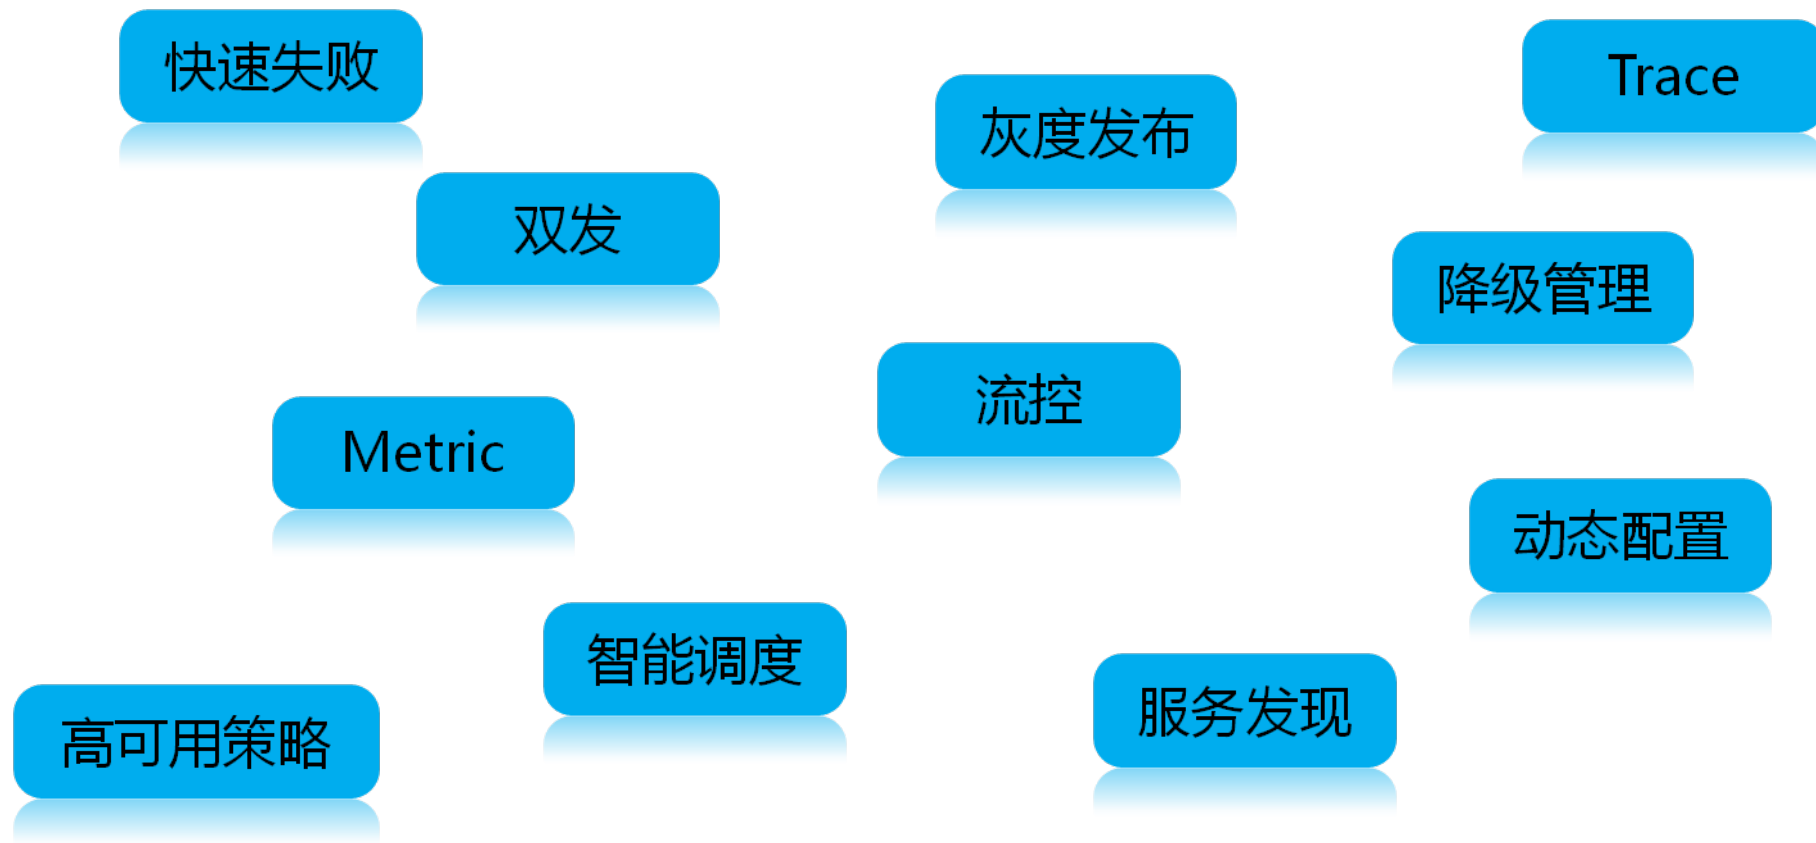 快速失败
Trace
灰度发布
双发
降级管理
流控
Metric
动态配置
智能调度
服务发现
高可用策略